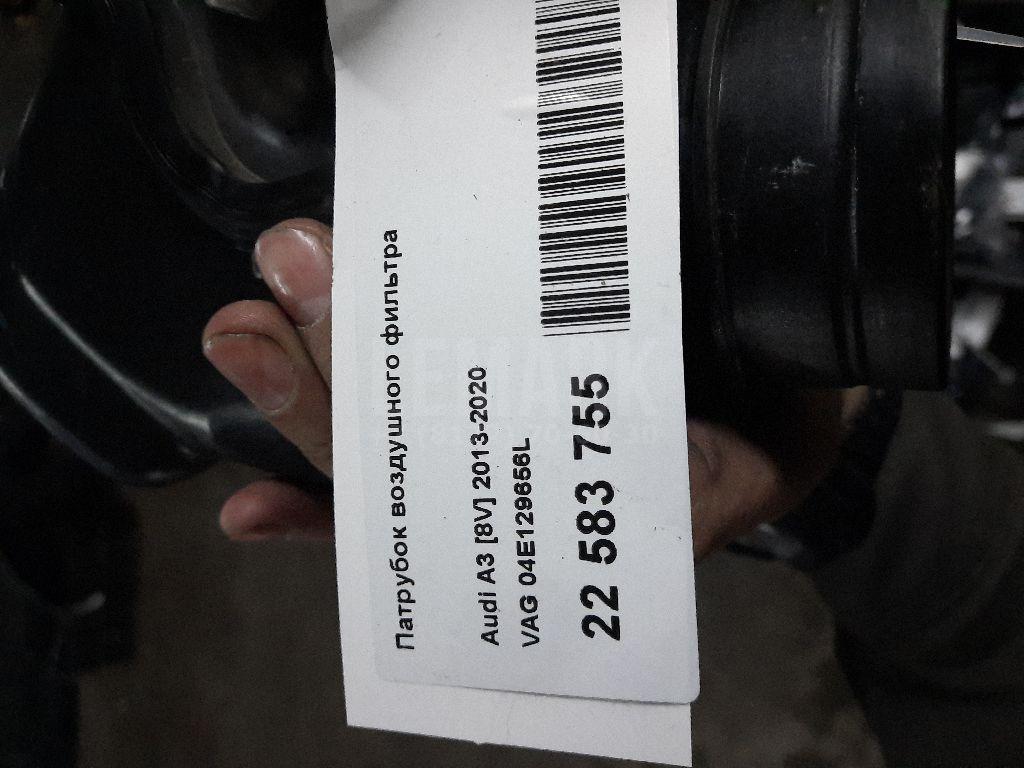 Патрубок воздушного фильтра
Audi A3 [8V] 2013-2020
VAG 04E129656L
22 583 755